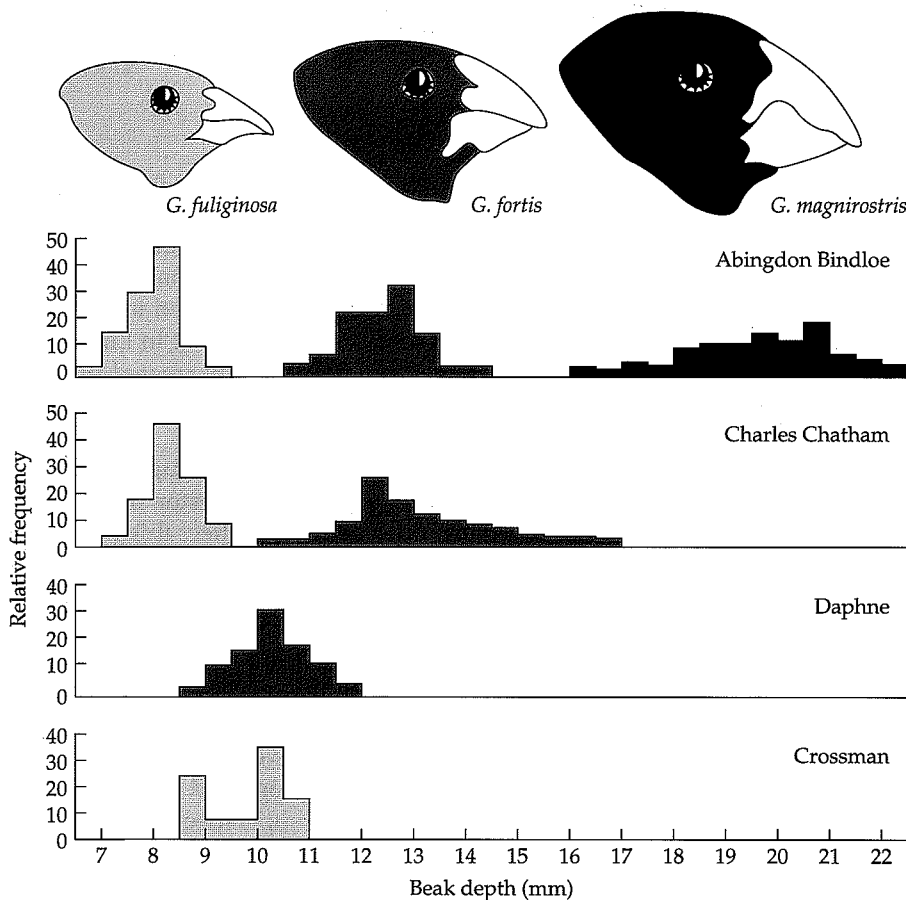 G. fuliginosa
G. fortis
G. magnirostris
Relative frequency
Abingdon Bindloe
50
40
30
20
10
0
Charles Chatham
50
40
30
20
10
0
Daphne
40
30
20
10
0
Crossman
40
30
20
10
0
7 8 9 10 11 12 13 14 15 16 17 18 19 20 21 22
Beak depth (mm)